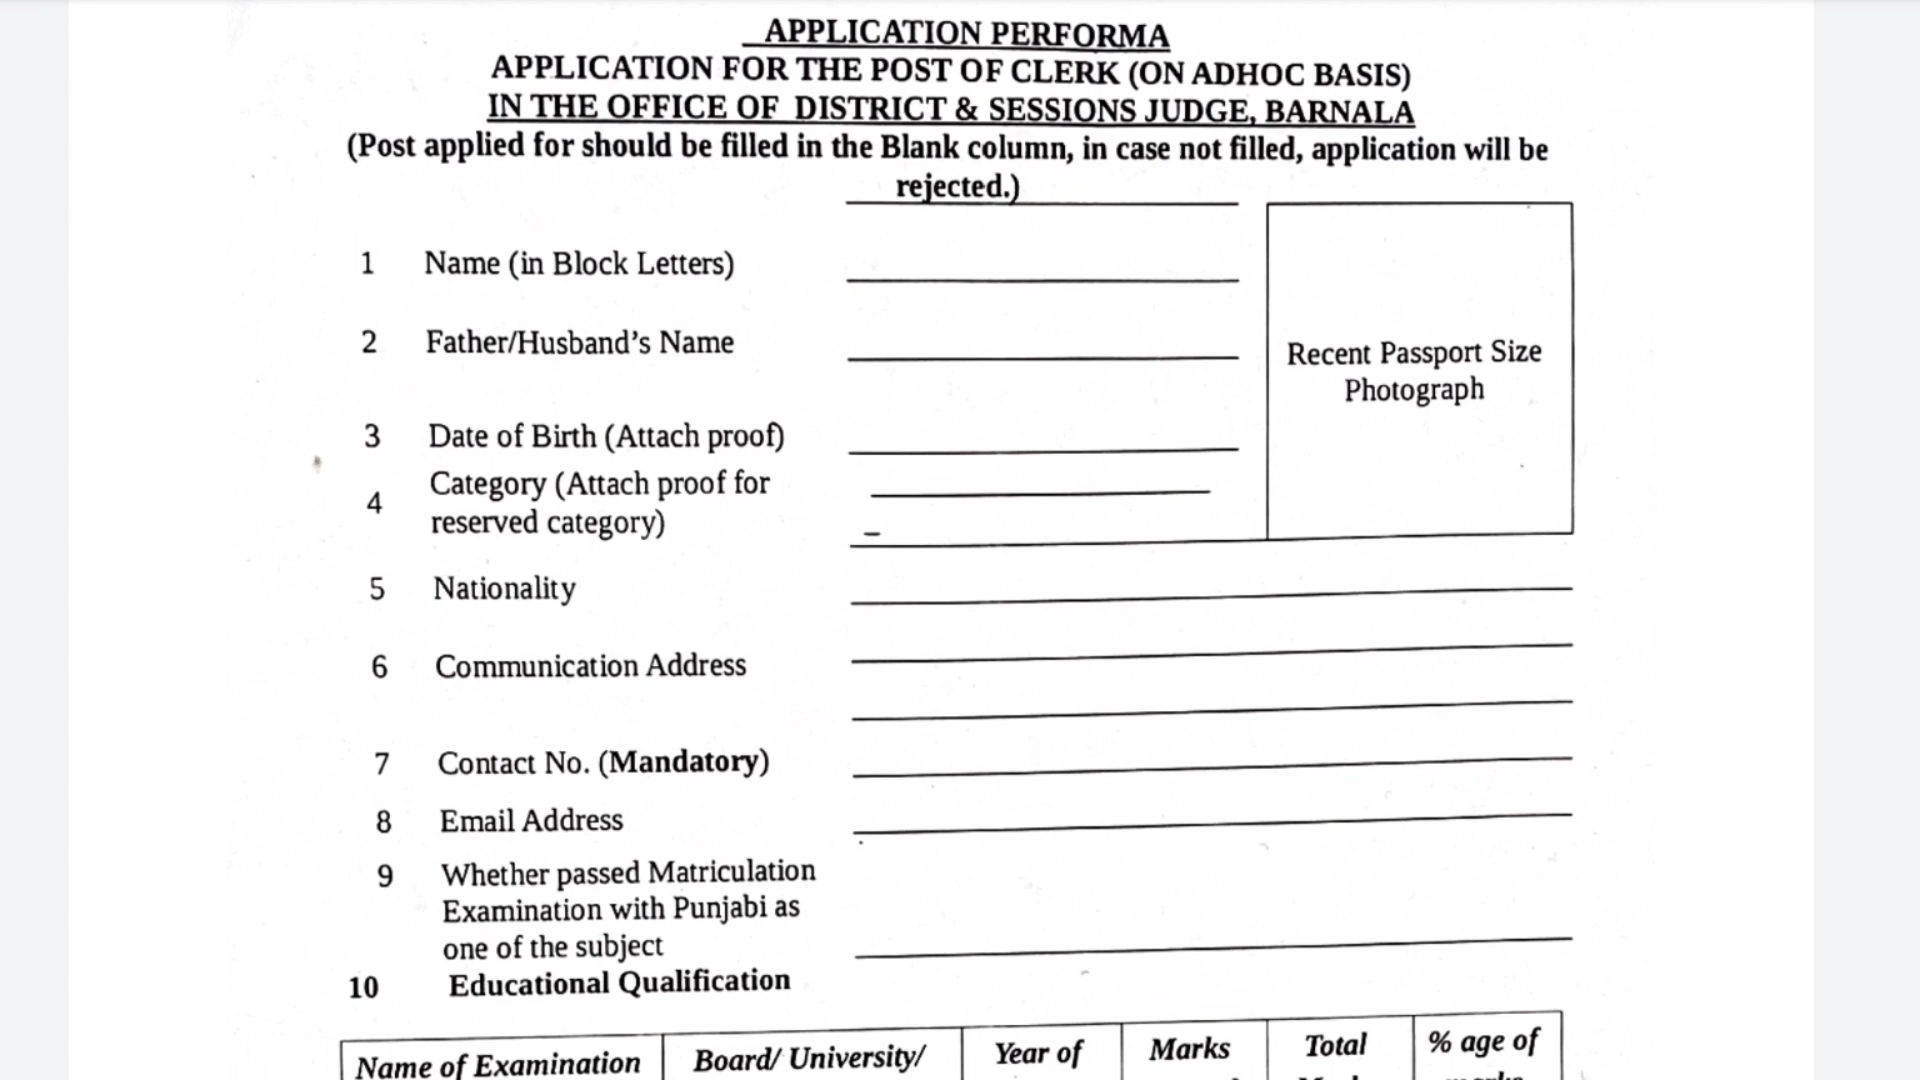 APPLICATION PERFORMA
APPLICATION FOR THE POST OF CLERK (ON ADHOC BASIS)
IN THE OFFICE OF DISTRICT & SESSIONS JUDGE, BARNALA
(Post applied for should be filled in the Blank column, in case not filled, application will be
rejected.)
1 Name (in Block Letters)
2 Father/Husband's Name
Recent Passport Size
Photograph
3 Date of Birth (Attach proof)
4 Category (Attach proof for
reserved category)
5 Nationality
6 Communication Address
7 Contact No. (Mandatory)
8 Email Address
9 Whether passed Matriculation
Examination with Punjabi as
one of the subject
10 Educational Qualification
Name of Examination Board/ University/ Year of Marks Total % age of